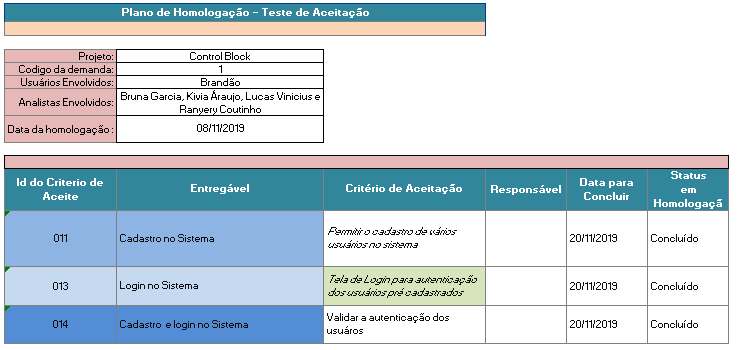 Plano de Homologação - Teste de Aceitação
Projeto: Control Block
Codigo da demanda: 1
Usuários Envolvidos: Brandão
Analistas Envolvidos: Bruna Garcia, Kivia Áraujo, Lucas Vinicius e
Ranyery Coutinho
Data da homologação: 08/11/2019
Id do Criterio de
Aceite
Entregável
Critério de Aceitação
Responsável
Data para
Concluir
Status
em
Homologaçã
011
Cadastro no Sistema
Permitir o cadastro de vários
usuários no sistema
20/11/2019
Concluído
013
Login no Sistema
Tela de Login para autenticação
dos usuários pré cadastrados
20/11/2019
Concluído
014
Cadastro e login no Sistema
Validar a autenticação dos
usuáros
20/11/2019
Concluído